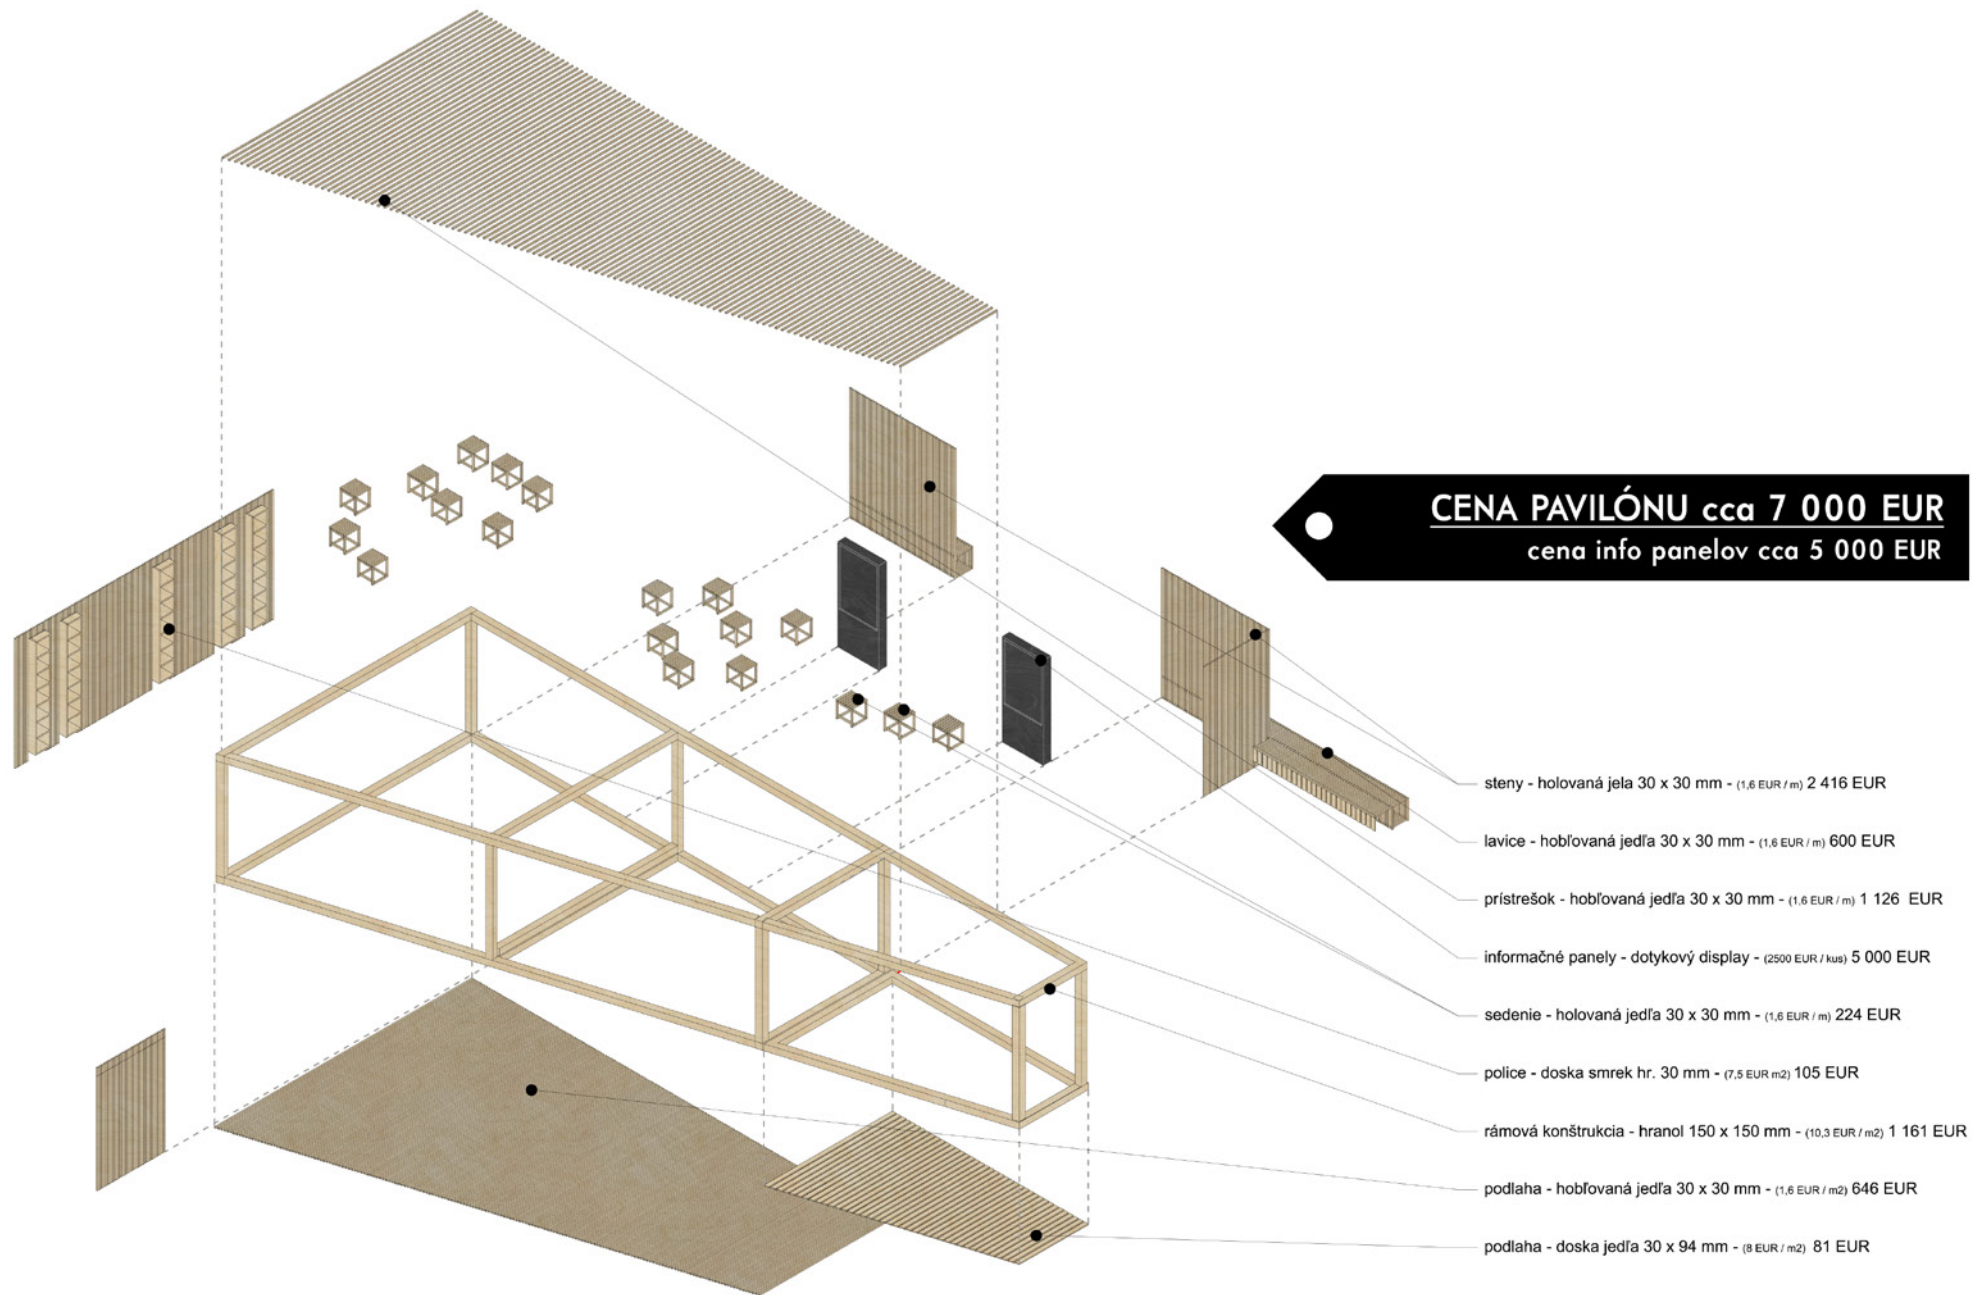 CENA PAVILÓNU cca 7 000 EUR
cena info panelov cca 5 000 EUR
steny - holovaná jela 30 x 30 mm - (1,6 EUR / m) 2 416 EUR
lavice - hobľovaná jedľa 30 x 30 mm - (1,6 EUR / m) 600 EUR
prístrešok - hobľovaná jedľa 30 x 30 mm - (1,6 EUR / m) 1 126 EUR
informačné panely - dotykový display - (2500 EUR / kus) 5 000 EUR
sedenie - holovaná jedľa 30 x 30 mm - (1,6 EUR / m) 224 EUR
police - doska smrek hr. 30 mm - (7,5 EUR m2) 105 EUR
rámová konštrukcia - hranol 150 x 150 mm - (10,3 EUR / m2) 1 161 EUR
podlaha - hobľovaná jedľa 30 x 30 mm - (1,6 EUR / m2) 646 EUR
podlaha - doska jedľa 30 x 94 mm - (8 EUR / m2) 81 EUR